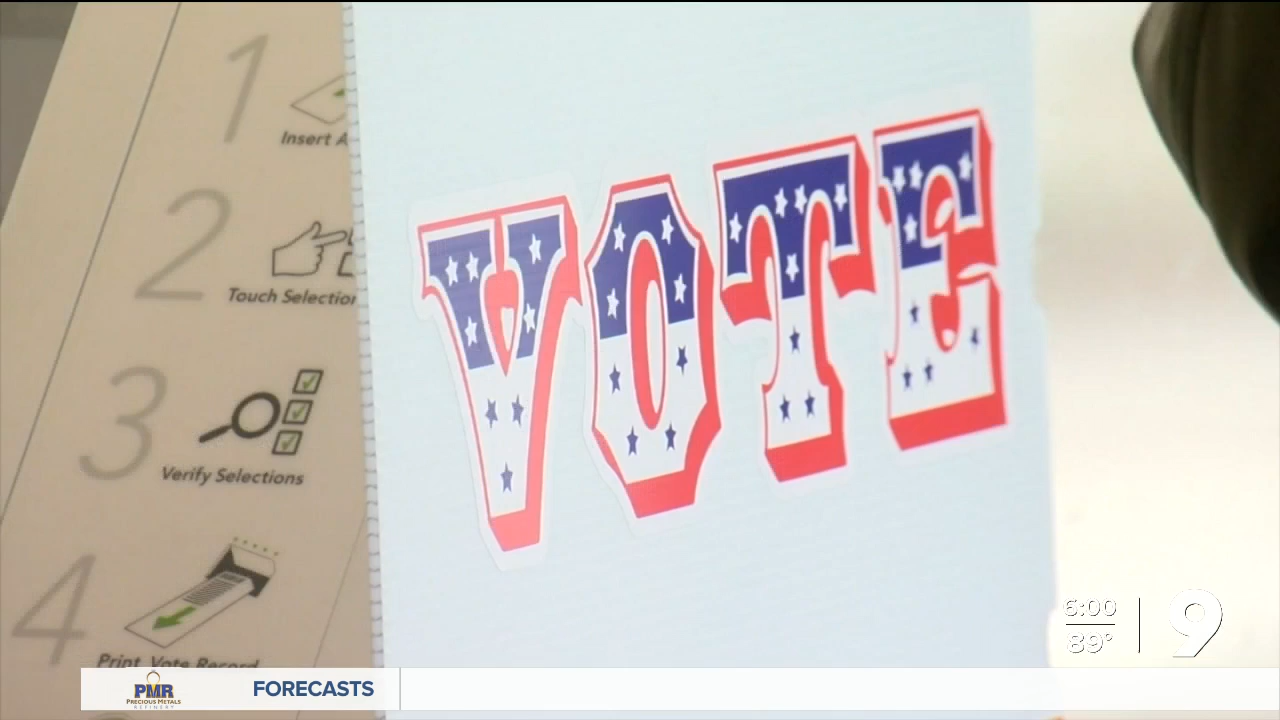 1
Insert A
2
Touch Selection
3
Verify Selections
4
Print Vote Record
VOTE
6:00
89°
9
PMR
PRECIOUS METALS
REFINERY
FORECASTS